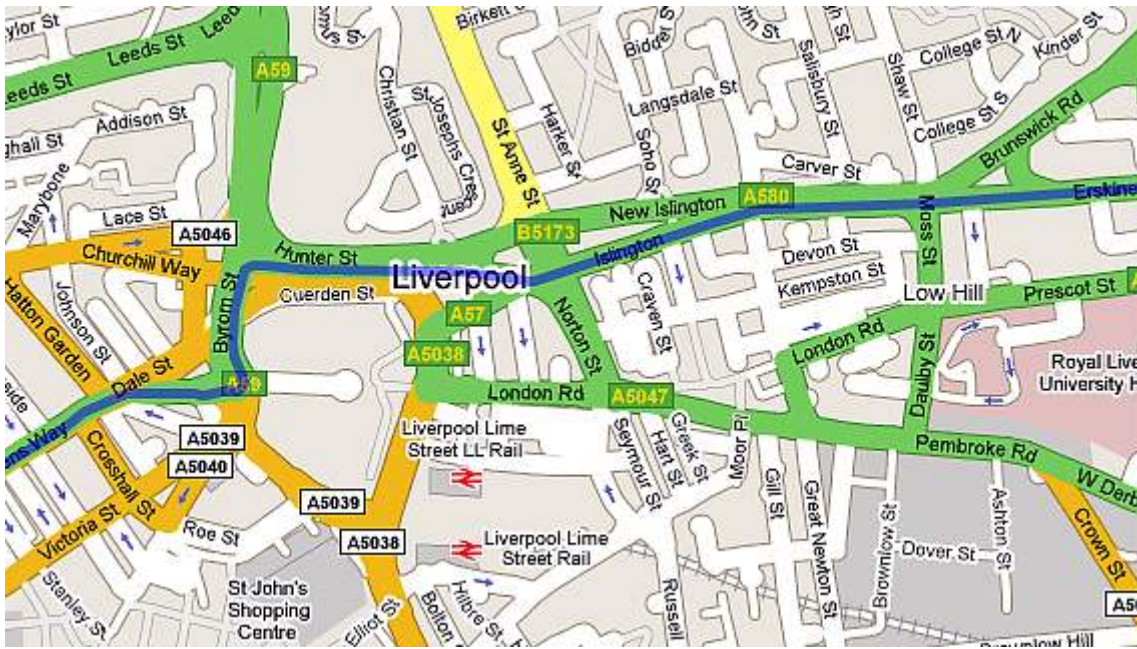 Leeds St
Leeds St
A59
Addison St
Marybone
Lace St
A5046
Churchill Way
Hatton Garden
Johnson St
Byrom St
Hunter St
Cuerden St
Christian St
St Josephs Crescent
St Anne St
B5173
Harker St
Soho St
Langsdale St
Salisbury St
Shaw St
College St N
Kinder St
College St S
Brunswick Rd
Carver St
A580
New Islington
Islington
Erskine
Moss St
Devon St
Kempston St
Craven St
Liverpool
A57
A5038
Norton St
London Rd
A5047
London Rd
Low Hill
Prescot St
Daulby St
Royal Live
University H
Dale St
A59
ens Way
Crosshall St
A5039
A5040
Victoria St
Roe St
Stanley St
A5039
A5038
St John's
Shopping
Centre
Elliot St
Liverpool Lime
Street LL Rail
Liverpool Lime
Street Rail
Bolton
Hilbre St
Seymour St
Hart St
Greek St
Moor Pl
Gill St
Great Newton St
Russell
Pembroke Rd
Brownlow St
Dover St
Ashton St
W Derb
Crown St
Brownlow Hill